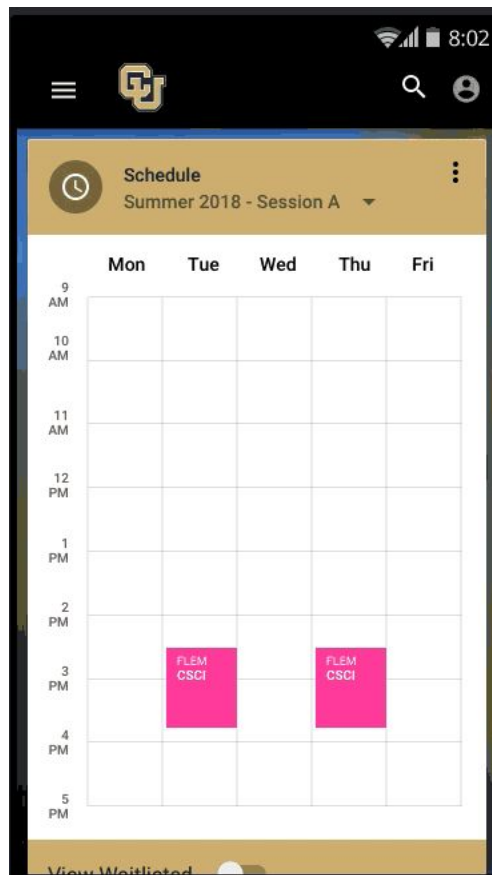 8:02
CU
Schedule
Summer 2018 - Session A
Mon Tue Wed Thu Fri
9
AM
10
AM
11
AM
12
PM
1
PM
2
PM
FLEM FLEM
CSCI CSCI
3
PM
4
PM
5
PM
View Waitlisted